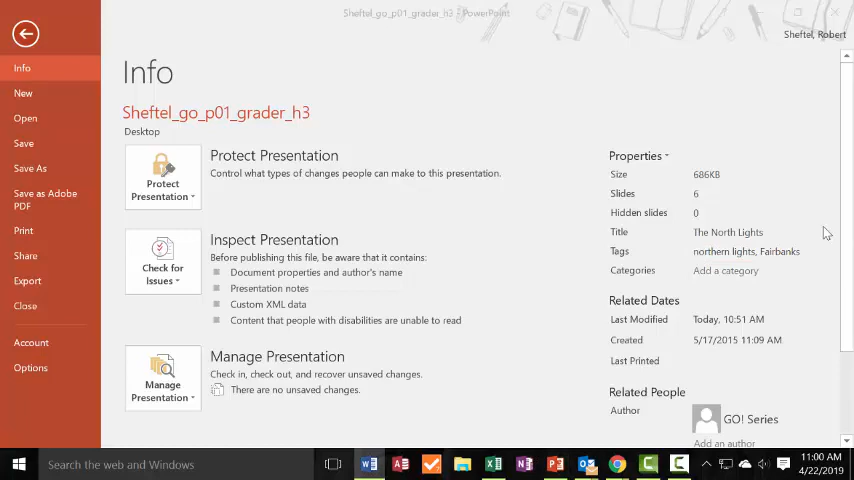 Sheftel_go_p01_grader_h3 - PowerPoint
Sheftel, Robert
Info
New
Open
Save
Save As
Save as Adobe
PDF
Print
Share
Export
Close
Account
Options
Info
Sheftel_go_p01_grader_h3
Desktop
Protect
Presentation
Protect Presentation
Control what types of changes people can make to this presentation.
Check for
Issues
Inspect Presentation
Before publishing this file, be aware that it contains:
Document properties and author's name
Presentation notes
Custom XML data
Content that people with disabilities are unable to read
Manage
Presentation
Manage Presentation
Check in, check out, and recover unsaved changes.
There are no unsaved changes.
Properties
Size 686KB
Slides 6
Hidden slides 0
Title The North Lights
Tags northern lights, Fairbanks
Categories Add a category
Related Dates
Last Modified Today, 10:51 AM
Created 5/17/2015 11:09 AM
Last Printed
Related People
Author GO! Series
Add an author
Search the web and Windows
11:00 AM
4/22/2019